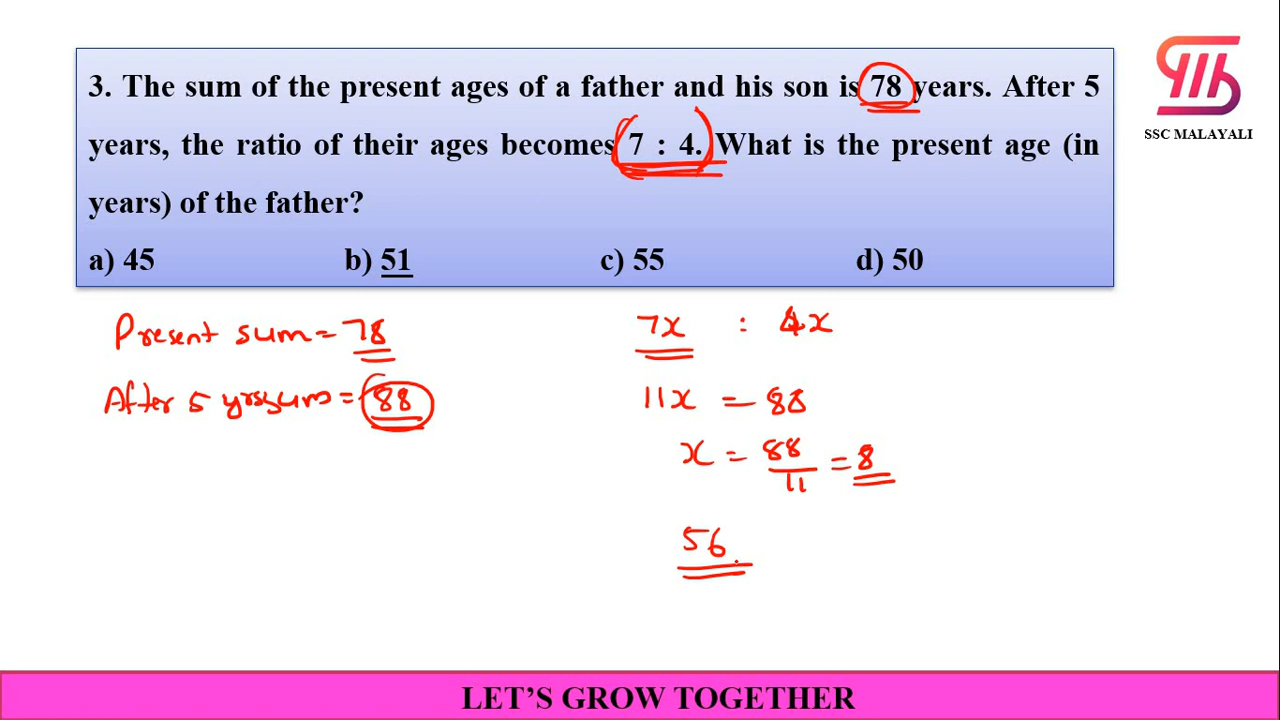 3. The sum of the present ages of a father and his son is 78 years. After 5
years, the ratio of their ages becomes 7 : 4. What is the present age (in
years) of the father?
a) 45 b) 51 c) 55 d) 50
SSC MALAYALI
Present sum = 78
After 5 yrs sum = 88
7x : 4x
11x = 88
x = 88/11 = 8
56
LET'S GROW TOGETHER